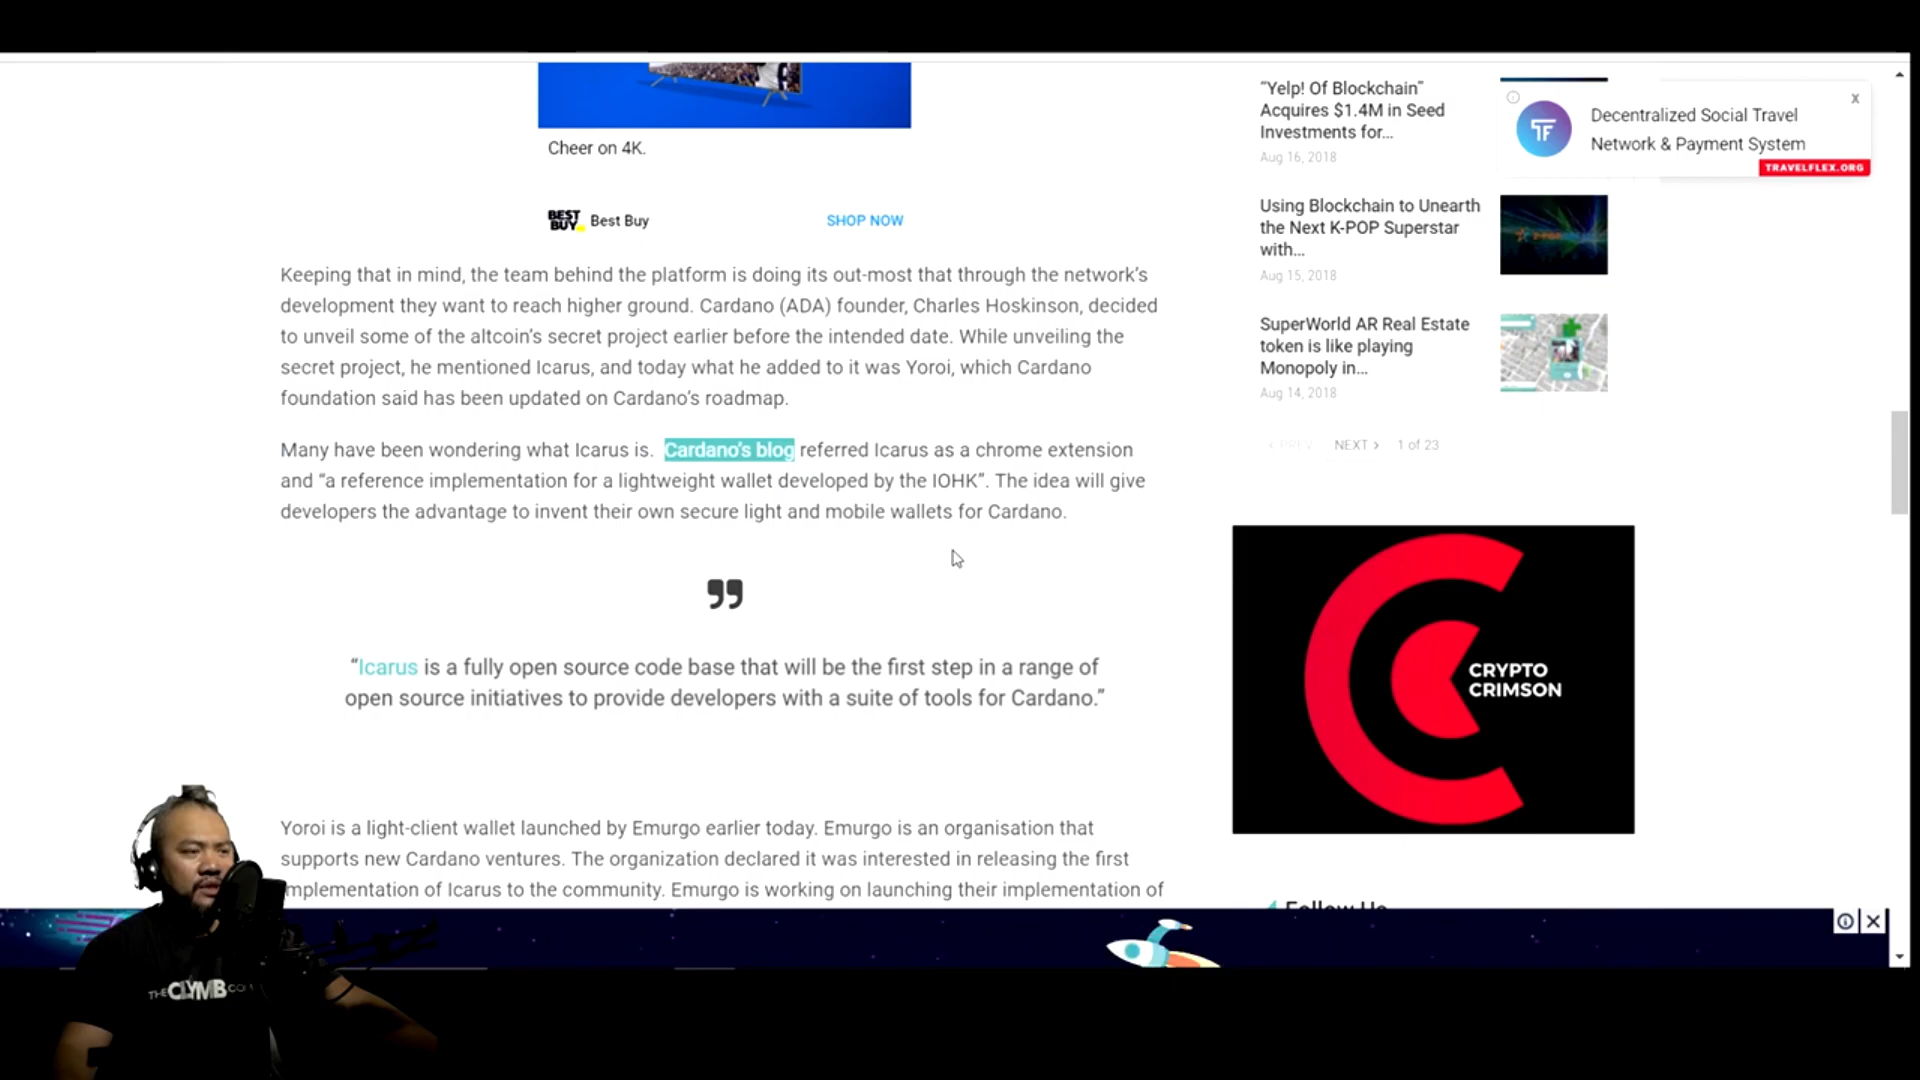 Cheer on 4K.
BEST BUY Best Buy
SHOP NOW
Keeping that in mind, the team behind the platform is doing its out-most that through the network's
development they want to reach higher ground. Cardano (ADA) founder, Charles Hoskinson, decided
to unveil some of the altcoin's secret project earlier before the intended date. While unveiling the
secret project, he mentioned Icarus, and today what he added to it was Yoroi, which Cardano
foundation said has been updated on Cardano's roadmap.
Many have been wondering what Icarus is. Cardano's blog referred Icarus as a chrome extension
and “a reference implementation for a lightweight wallet developed by the IOHK”. The idea will give
developers the advantage to invent their own secure light and mobile wallets for Cardano.
”
“Icarus is a fully open source code base that will be the first step in a range of
open source initiatives to provide developers with a suite of tools for Cardano.”
Yoroi is a light-client wallet launched by Emurgo earlier today. Emurgo is an organisation that
supports new Cardano ventures. The organization declared it was interested in releasing the first
implementation of Icarus to the community. Emurgo is working on launching their implementation of
“Yelp! Of Blockchain”
Acquires $1.4M in Seed
Investments for...
Aug 16, 2018
Using Blockchain to Unearth
the Next K-POP Superstar
with...
Aug 15, 2018
SuperWorld AR Real Estate
token is like playing
Monopoly in...
Aug 14, 2018
‹ PREV NEXT › 1 of 23
X
TF
Decentralized Social Travel
Network & Payment System
TRAVELFLEX.ORG
CRYPTO
CRIMSON
Follow Us
THECLYMB.COM